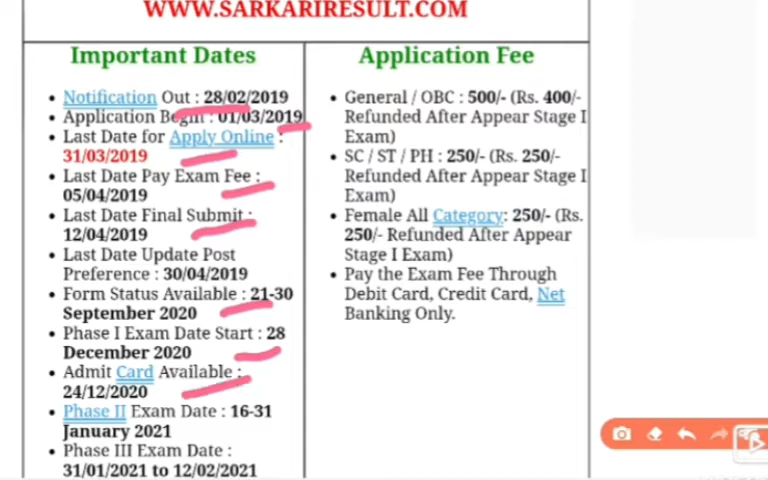 WWW.SARKARIRESULT.COM
Important Dates
Notification Out : 28/02/2019
Application Begin : 01/03/2019
Last Date for Apply Online :
31/03/2019
Last Date Pay Exam Fee :
05/04/2019
Last Date Final Submit :
12/04/2019
Last Date Update Post
Preference : 30/04/2019
Form Status Available : 21-30
September 2020
Phase I Exam Date Start : 28
December 2020
Admit Card Available :
24/12/2020
Phase II Exam Date : 16-31
January 2021
Phase III Exam Date :
31/01/2021 to 12/02/2021
Application Fee
General / OBC : 500/- (Rs. 400/-
Refunded After Appear Stage I
Exam)
SC / ST / PH : 250/- (Rs. 250/-
Refunded After Appear Stage I
Exam)
Female All Category: 250/- (Rs.
250/- Refunded After Appear
Stage I Exam)
Pay the Exam Fee Through
Debit Card, Credit Card, Net
Banking Only.